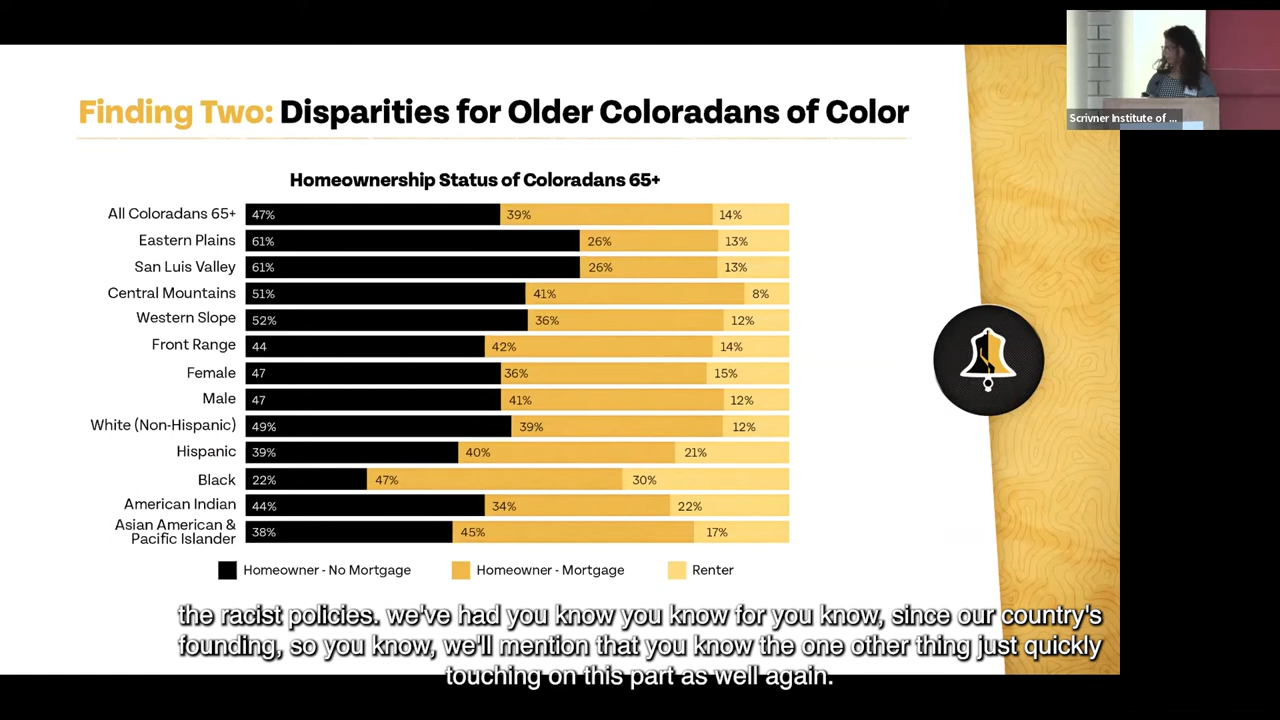 Scrivner Institute of ...
Finding Two: Disparities for Older Coloradans of Color
Homeownership Status of Coloradans 65+
All Coloradans 65+ 47% 39% 14%
Eastern Plains 61% 26% 13%
San Luis Valley 61% 26% 13%
Central Mountains 51% 41% 8%
Western Slope 52% 36% 12%
Front Range 44 42% 14%
Female 47 36% 15%
Male 47 41% 12%
White (Non-Hispanic) 49% 39% 12%
Hispanic 39% 40% 21%
Black 22% 47% 30%
American Indian 44% 34% 22%
Asian American &
Pacific Islander 38% 45% 17%
Homeowner - No Mortgage Homeowner - Mortgage Renter
the racist policies. we've had you know you know for you know, since our country's
founding, so you know, we'll mention that you know the one other thing just quickly
touching on this part as well again.